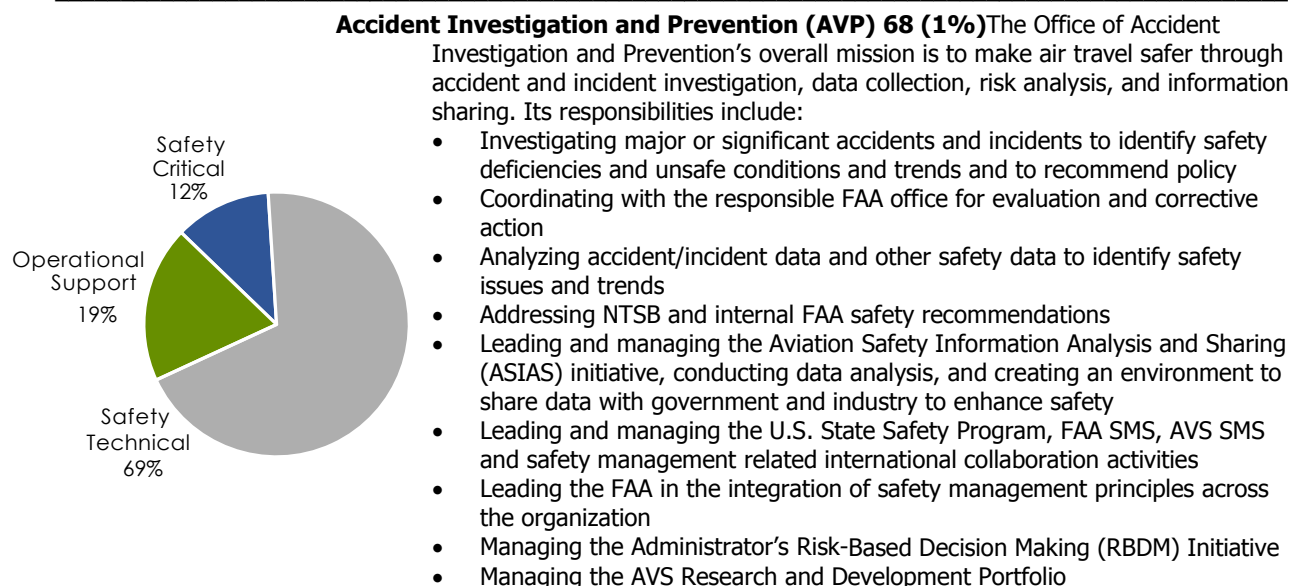 Accident Investigation and Prevention (AVP) 68 (1%)The Office of Accident
Investigation and Prevention’s overall mission is to make air travel safer through
accident and incident investigation, data collection, risk analysis, and information
sharing. Its responsibilities include:
• Investigating major or significant accidents and incidents to identify safety
deficiencies and unsafe conditions and trends and to recommend policy
• Coordinating with the responsible FAA office for evaluation and corrective
action
• Analyzing accident/incident data and other safety data to identify safety
issues and trends
• Addressing NTSB and internal FAA safety recommendations
• Leading and managing the Aviation Safety Information Analysis and Sharing
(ASIAS) initiative, conducting data analysis, and creating an environment to
share data with government and industry to enhance safety
• Leading and managing the U.S. State Safety Program, FAA SMS, AVS SMS
and safety management related international collaboration activities
• Leading the FAA in the integration of safety management principles across
the organization
• Managing the Administrator’s Risk-Based Decision Making (RBDM) Initiative
• Managing the AVS Research and Development Portfolio
Safety
Critical
12%
Operational
Support
19%
Safety
Technical
69%